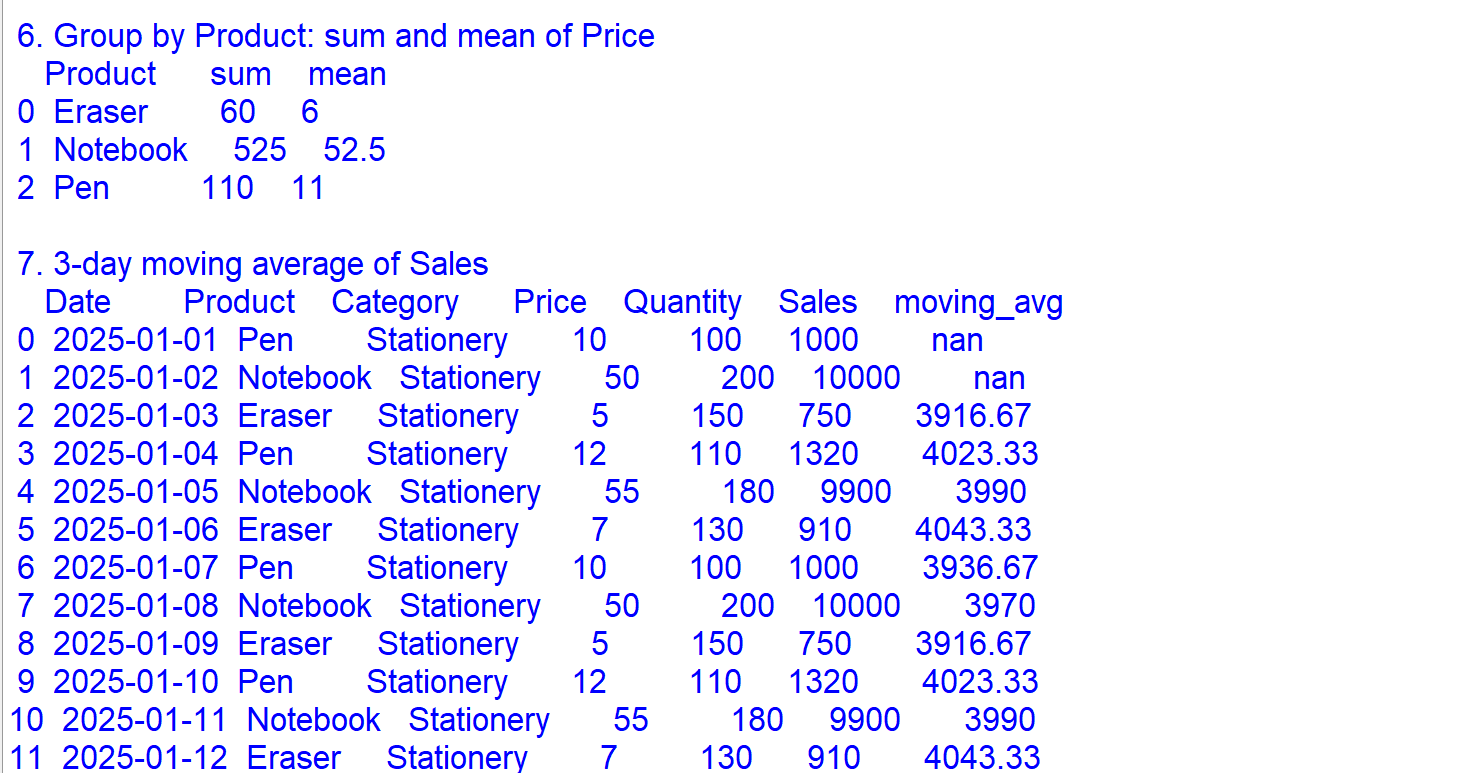 6. Group by Product: sum and mean of Price
Product sum mean
0 Eraser 60 6
1 Notebook 525 52.5
2 Pen 110 11
7. 3-day moving average of Sales
Date Product Category Price Quantity Sales moving_avg
0 2025-01-01 Pen Stationery 10 100 1000 nan
1 2025-01-02 Notebook Stationery 50 200 10000 nan
2 2025-01-03 Eraser Stationery 5 150 750 3916.67
3 2025-01-04 Pen Stationery 12 110 1320 4023.33
4 2025-01-05 Notebook Stationery 55 180 9900 3990
5 2025-01-06 Eraser Stationery 7 130 910 4043.33
6 2025-01-07 Pen Stationery 10 100 1000 3936.67
7 2025-01-08 Notebook Stationery 50 200 10000 3970
8 2025-01-09 Eraser Stationery 5 150 750 3916.67
9 2025-01-10 Pen Stationery 12 110 1320 4023.33
10 2025-01-11 Notebook Stationery 55 180 9900 3990
11 2025-01-12 Eraser Stationery 7 130 910 4043.33